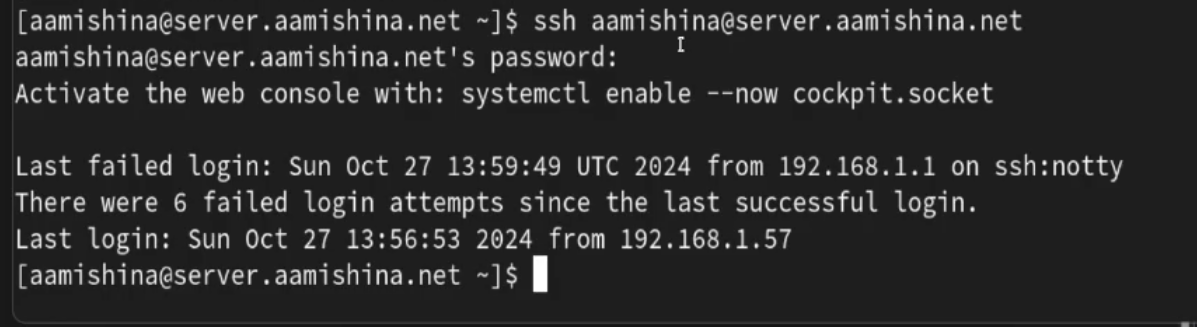 [aamishina@server.aamishina.net ~]$ ssh aamishina@server.aamishina.net
aamishina@server.aamishina.net's password:
Activate the web console with: systemctl enable --now cockpit.socket
Last failed login: Sun Oct 27 13:59:49 UTC 2024 from 192.168.1.1 on ssh:notty
There were 6 failed login attempts since the last successful login.
Last login: Sun Oct 27 13:56:53 2024 from 192.168.1.57
[aamishina@server.aamishina.net ~]$